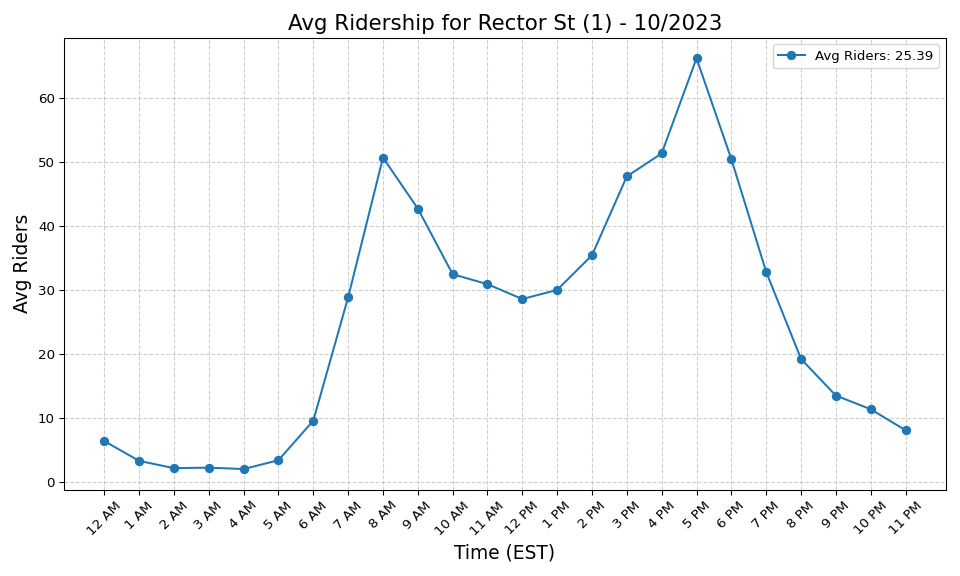 Avg Ridership for Rector St (1) - 10/2023
Avg Riders: 25.39
Avg Riders
60
50
40
30
20
10
0
12 AM
1 AM
2 AM
3 AM
4 AM
5 AM
6 AM
7 AM
8 AM
9 AM
10 AM
11 AM
12 PM
1 PM
2 PM
3 PM
4 PM
5 PM
6 PM
7 PM
8 PM
9 PM
10 PM
11 PM
Time (EST)